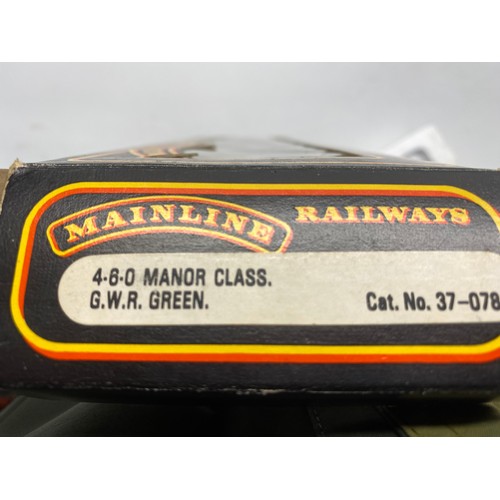 MAINLINE RAILWAYS
4-6-0 MANOR CLASS.
G.W.R. GREEN. Cat. No. 37-078